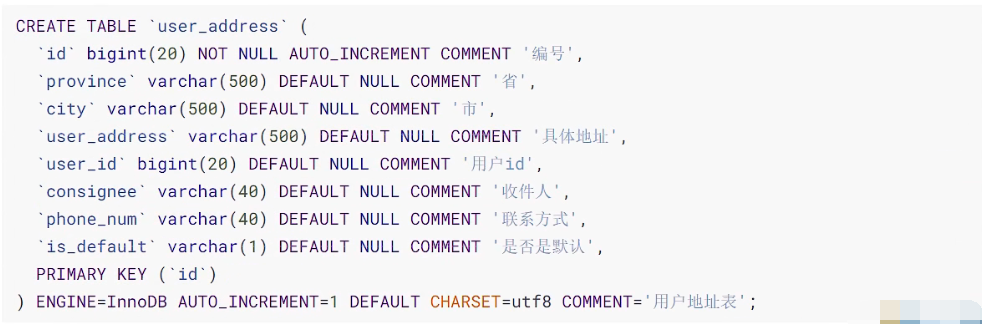 CREATE TABLE `user_address` (
`id` bigint(20) NOT NULL AUTO_INCREMENT COMMENT '编号',
`province` varchar(500) DEFAULT NULL COMMENT '省',
`city` varchar(500) DEFAULT NULL COMMENT '市',
`user_address` varchar(500) DEFAULT NULL COMMENT '具体地址',
`user_id` bigint(20) DEFAULT NULL COMMENT '用户id',
`consignee` varchar(40) DEFAULT NULL COMMENT '收件人',
`phone_num` varchar(40) DEFAULT NULL COMMENT '联系方式',
`is_default` varchar(1) DEFAULT NULL COMMENT '是否是默认',
PRIMARY KEY (`id`)
) ENGINE=InnoDB AUTO_INCREMENT=1 DEFAULT CHARSET=utf8 COMMENT='用户地址表';